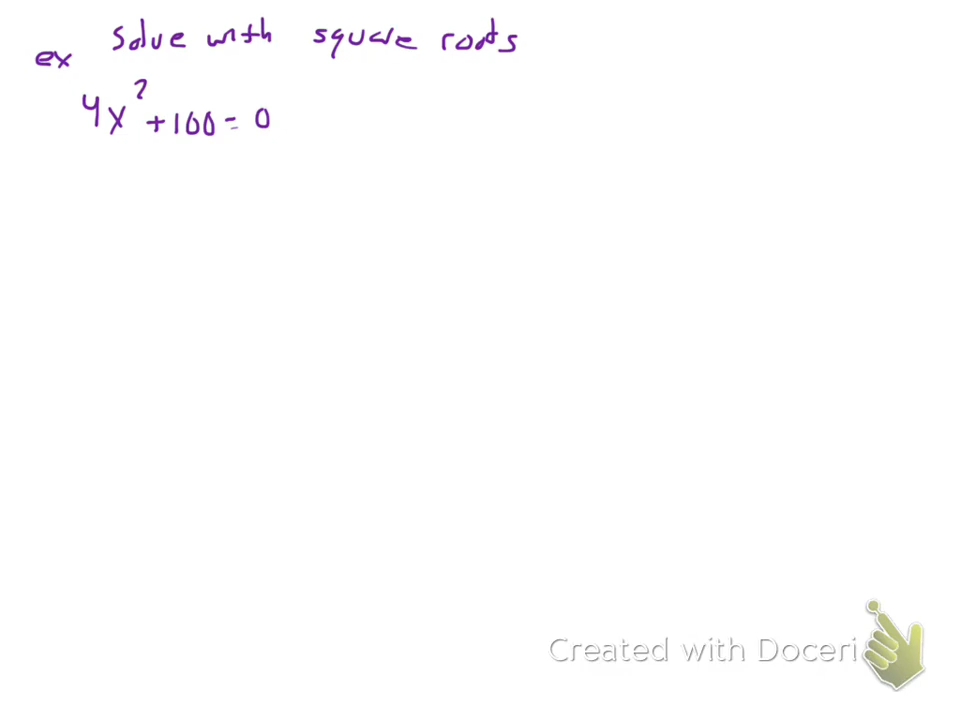 ex Solve with square roots
4x² + 100 = 0
Created with Doceri